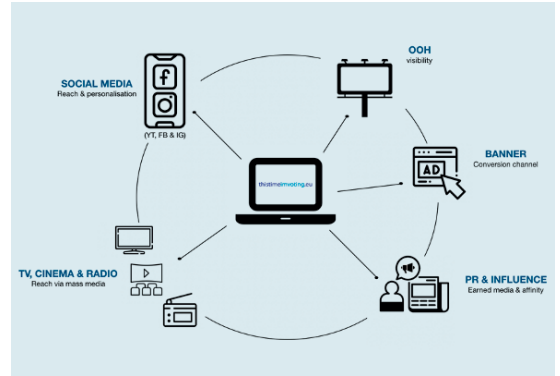 OOH
visibility
SOCIAL MEDIA
Reach & personalisation
(YT, FB & IG)
BANNER
Conversion channel
AD
thistimeimvoting.eu
TV, CINEMA & RADIO
Reach via mass media
PR & INFLUENCE
Earned media & affinity